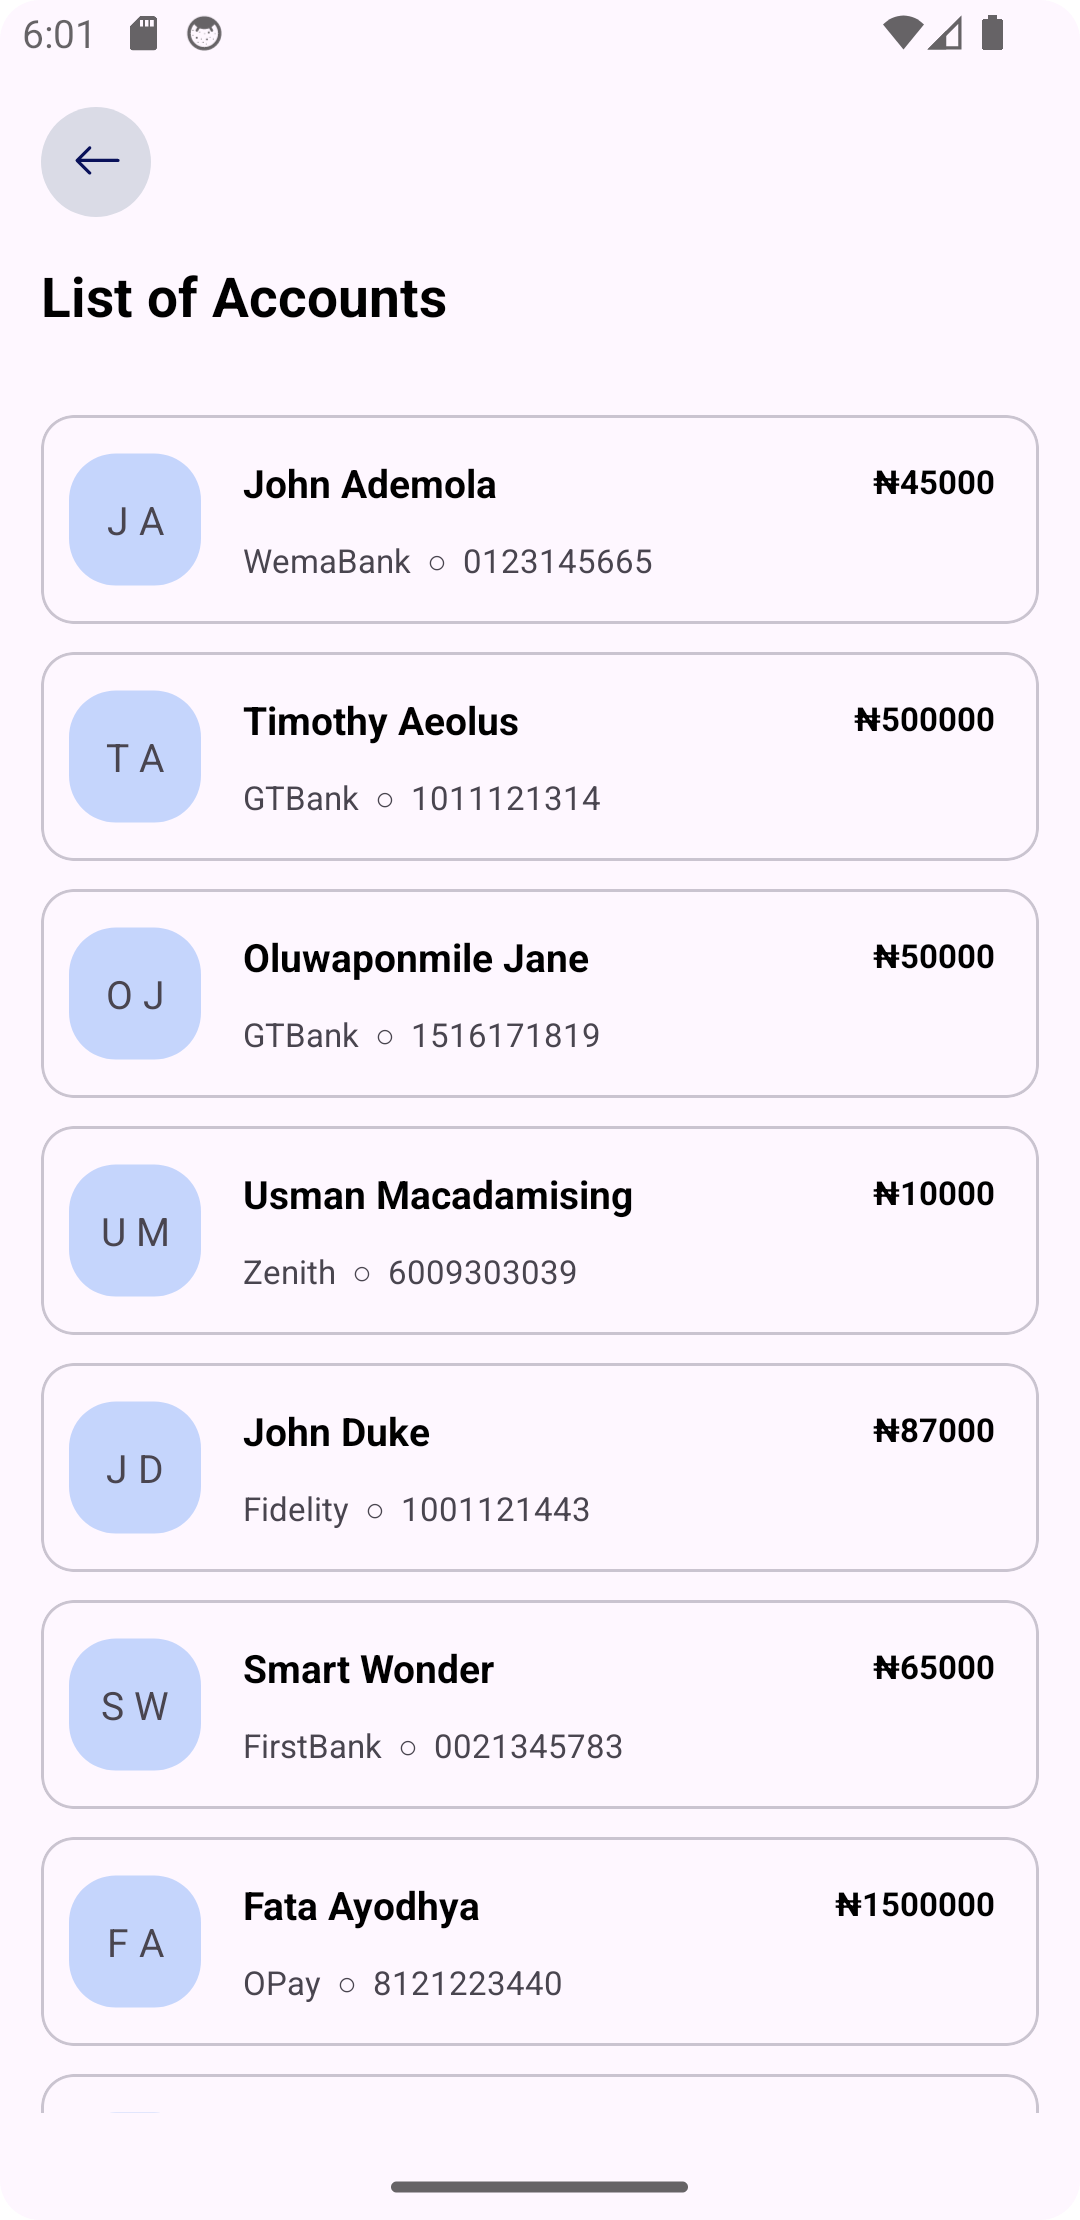 6:01
List of Accounts
J A
John Ademola
₦45000
WemaBank ○ 0123145665
T A
Timothy Aeolus
₦500000
GTBank ○ 1011121314
O J
Oluwaponmile Jane
₦50000
GTBank ○ 1516171819
U M
Usman Macadamising
₦10000
Zenith ○ 6009303039
J D
John Duke
₦87000
Fidelity ○ 1001121443
S W
Smart Wonder
₦65000
FirstBank ○ 0021345783
F A
Fata Ayodhya
₦1500000
OPay ○ 8121223440